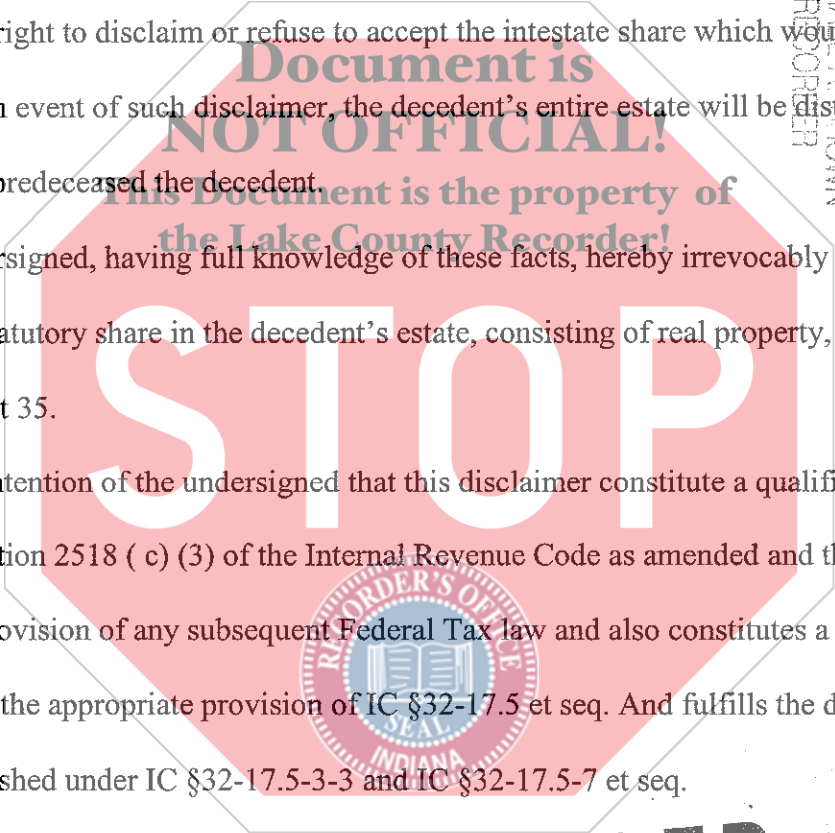 right to disclaim or refuse to accept the intestate share which wou
Document is
event of such disclaimer, the decedent's entire estate will be dis
NOT OFFICIAL!
predeceased the decedent.
This Document is the property of
the Lake County Recorder!
rsigned, having full knowledge of these facts, hereby irrevocably
atutory share in the decedent's estate, consisting of real property,
t 35.
STOP
ntention of the undersigned that this disclaimer constitute a qualifi
tion 2518 ( c) (3) of the Internal Revenue Code as amended and th
RECORDER'S OFFICE
ovision of any subsequent Federal Tax law and also constitutes a
the appropriate provision of IC §32-17.5 et seq. And fulfills the d
SEAL
INDIANA
shed under IC §32-17.5-3-3 and IC §32-17.5-7 et seq.
RECORDER